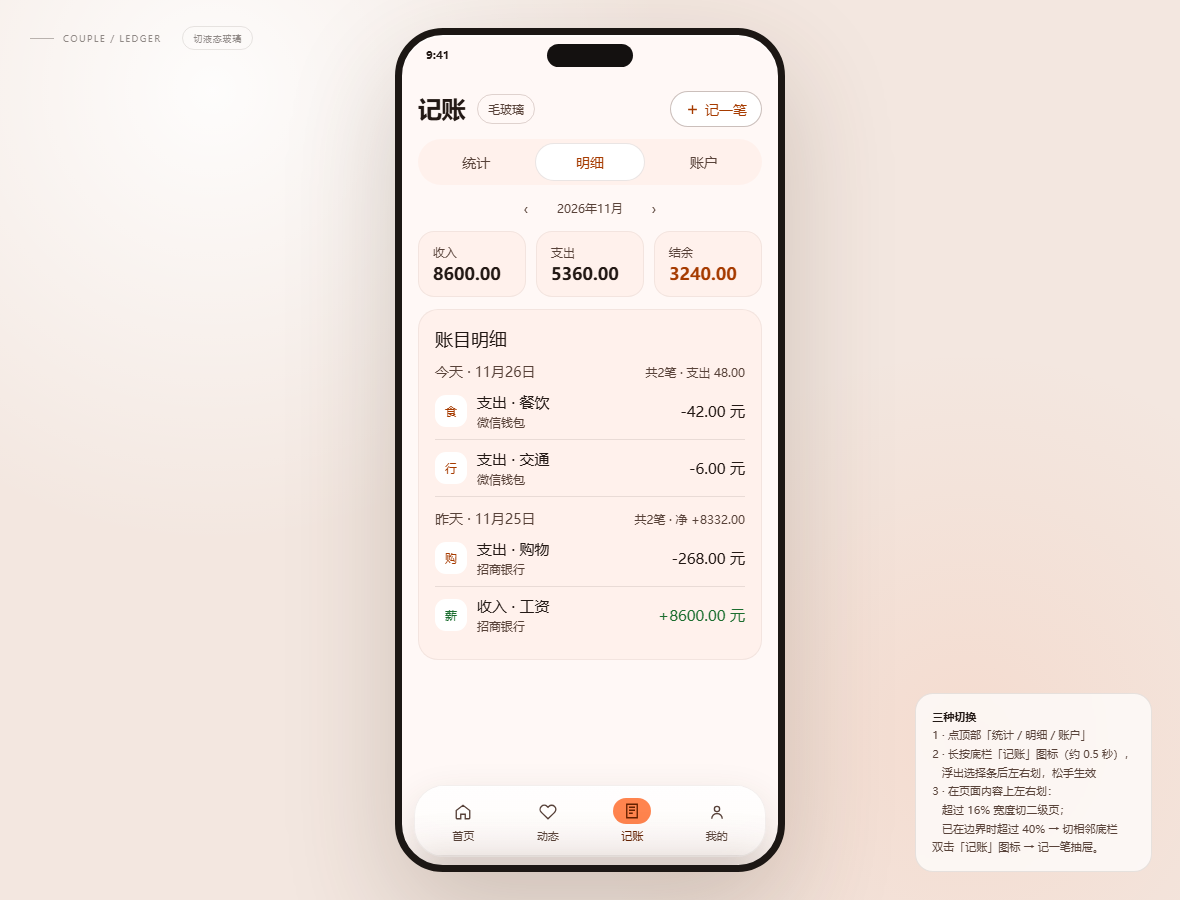 COUPLE / LEDGER
切液态玻璃
9:41
记账
毛玻璃
+ 记一笔
统计
明细
账户
‹ 2026年11月 ›
收入
8600.00
支出
5360.00
结余
3240.00
账目明细
今天 · 11月26日
共2笔 · 支出 48.00
食
支出 · 餐饮
微信钱包
-42.00 元
行
支出 · 交通
微信钱包
-6.00 元
昨天 · 11月25日
共2笔 · 净 +8332.00
购
支出 · 购物
招商银行
-268.00 元
薪
收入 · 工资
招商银行
+8600.00 元
首页
动态
记账
我的
三种切换
1 · 点顶部「统计 / 明细 / 账户」
2 · 长按底栏「记账」图标（约 0.5 秒），
浮出选择条后左右划，松手生效
3 · 在页面内容上左右划：
超过 16% 宽度切二级页；
已在边界时超过 40% → 切相邻底栏
双击「记账」图标 → 记一笔抽屉。